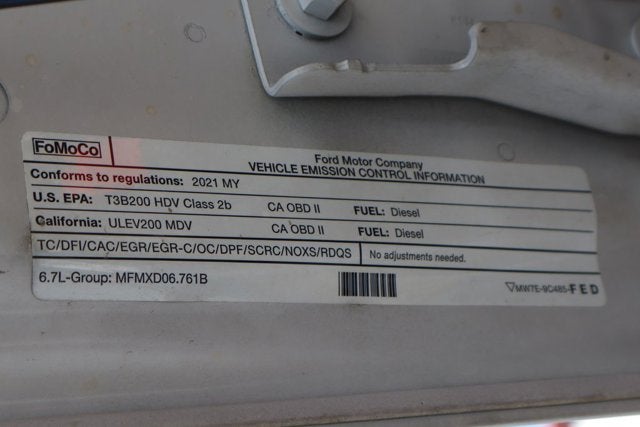 FoMoCo
Ford Motor Company
VEHICLE EMISSION CONTROL INFORMATION
Conforms to regulations: 2021 MY
U.S. EPA: T3B200 HDV Class 2b CA OBD II FUEL: Diesel
California: ULEV200 MDV CA OBD II FUEL: Diesel
TC/DFI/CAC/EGR/EGR-C/OC/DPF/SCRC/NOXS/RDQS No adjustments needed.
6.7L-Group: MFMXD06.761B
MW7E-9C485-FED